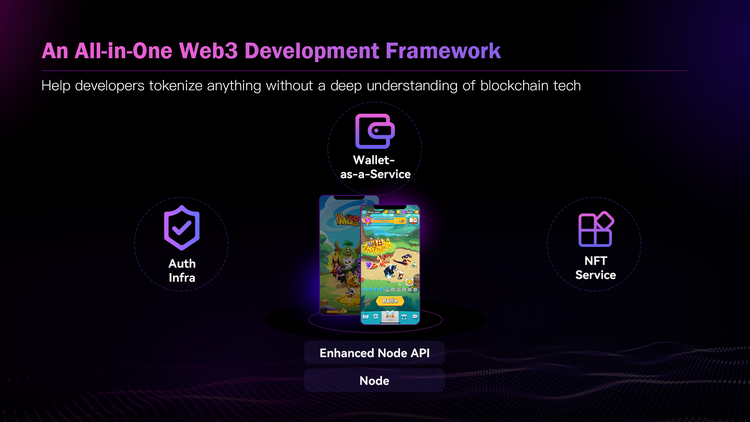 An All-in-One Web3 Development Framework
Help developers tokenize anything without a deep understanding of blockchain tech
Wallet-
as-a-Service
Auth
Infra
NFT
Service
Battle
Enhanced Node API
Node